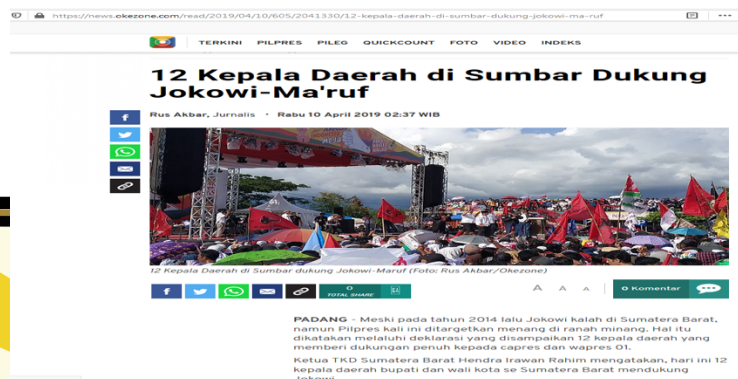 https://news.okezone.com/read/2019/04/10/605/2041330/12-kepala-daerah-di-sumbar-dukung-jokowi-ma-ruf
TERKINI PILPRES PILEG QUICKCOUNT FOTO VIDEO INDEKS
12 Kepala Daerah di Sumbar Dukung
Jokowi-Ma'ruf
Rus Akbar, Jurnalis • Rabu 10 April 2019 02:37 WIB
12 Kepala Daerah di Sumbar dukung Jokowi-Maruf (Foto: Rus Akbar/Okezone)
0
TOTAL SHARE
A A A
0 Komentar
PADANG - Meski pada tahun 2014 lalu Jokowi kalah di Sumatera Barat,
namun Pilpres kali ini ditargetkan menang di ranah minang. Hal itu
dikatakan melaluhi deklarasi yang disampaikan 12 kepala daerah yang
memberi dukungan penuh kepada capres dan wapres 01.
Ketua TKD Sumatera Barat Hendra Irawan Rahim mengatakan, hari ini 12
kepala daerah bupati dan wali kota se Sumatera Barat mendukung
Jokowi